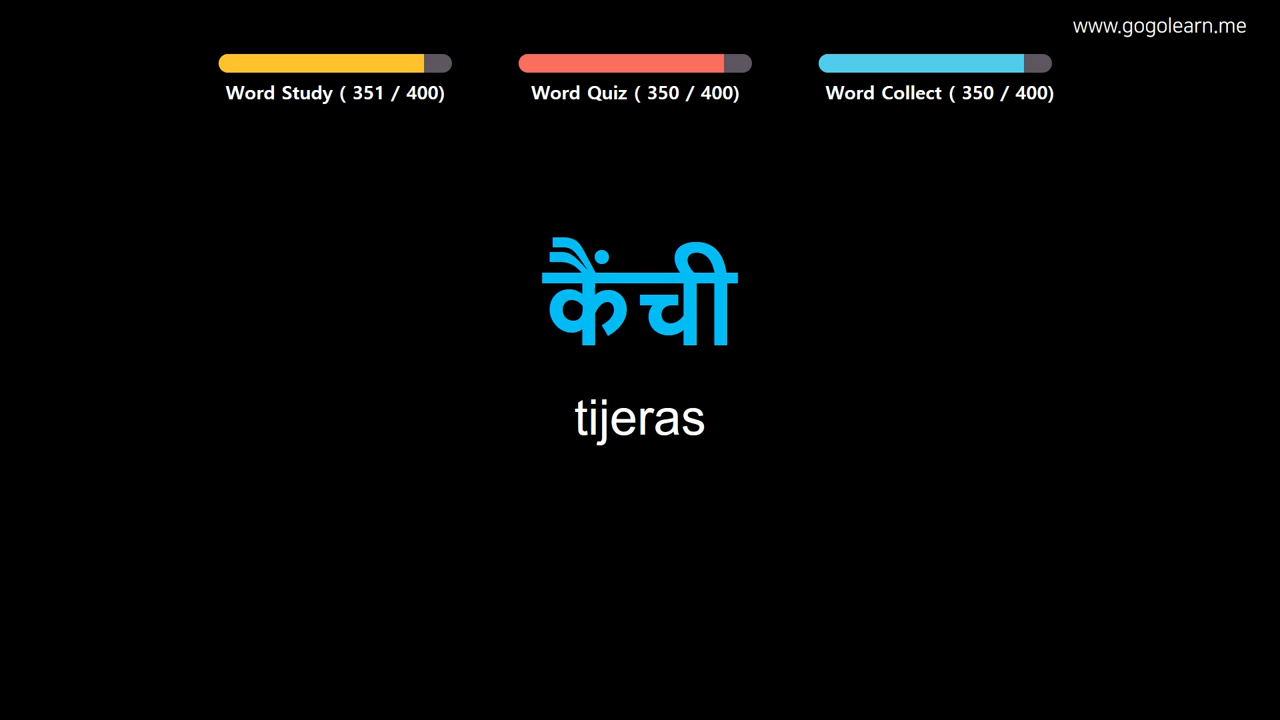 www.gogolearn.me
Word Study ( 351 / 400)
Word Quiz ( 350 / 400)
Word Collect ( 350 / 400)
कैंची
tijeras